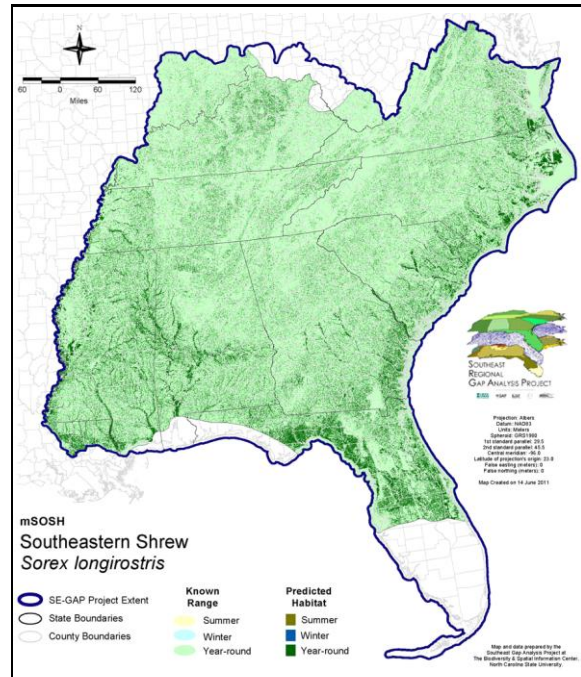 N
60 0 60 120
Miles
SOUTHEAST
REGIONAL
GAP ANALYSIS PROJECT
Projection: Albers
Datum: NAD83
Units: Meters
Spheroid: GRS1980
1st standard parallel: 29.5
2nd standard parallel: 45.5
Central meridian: -96.0
Latitude of projection's origin: 23.0
False easting (meters): 0
False northing (meters): 0
Map Created on 14 June 2011
mSOSH
Southeastern Shrew
Sorex longirostris
SE-GAP Project Extent
State Boundaries
County Boundaries
Known
Range
Summer
Winter
Year-round
Predicted
Habitat
Summer
Winter
Year-round
Map and data prepared by the
Southeast Gap Analysis Project at
The Biodiversity & Spatial Information Center,
North Carolina State University.